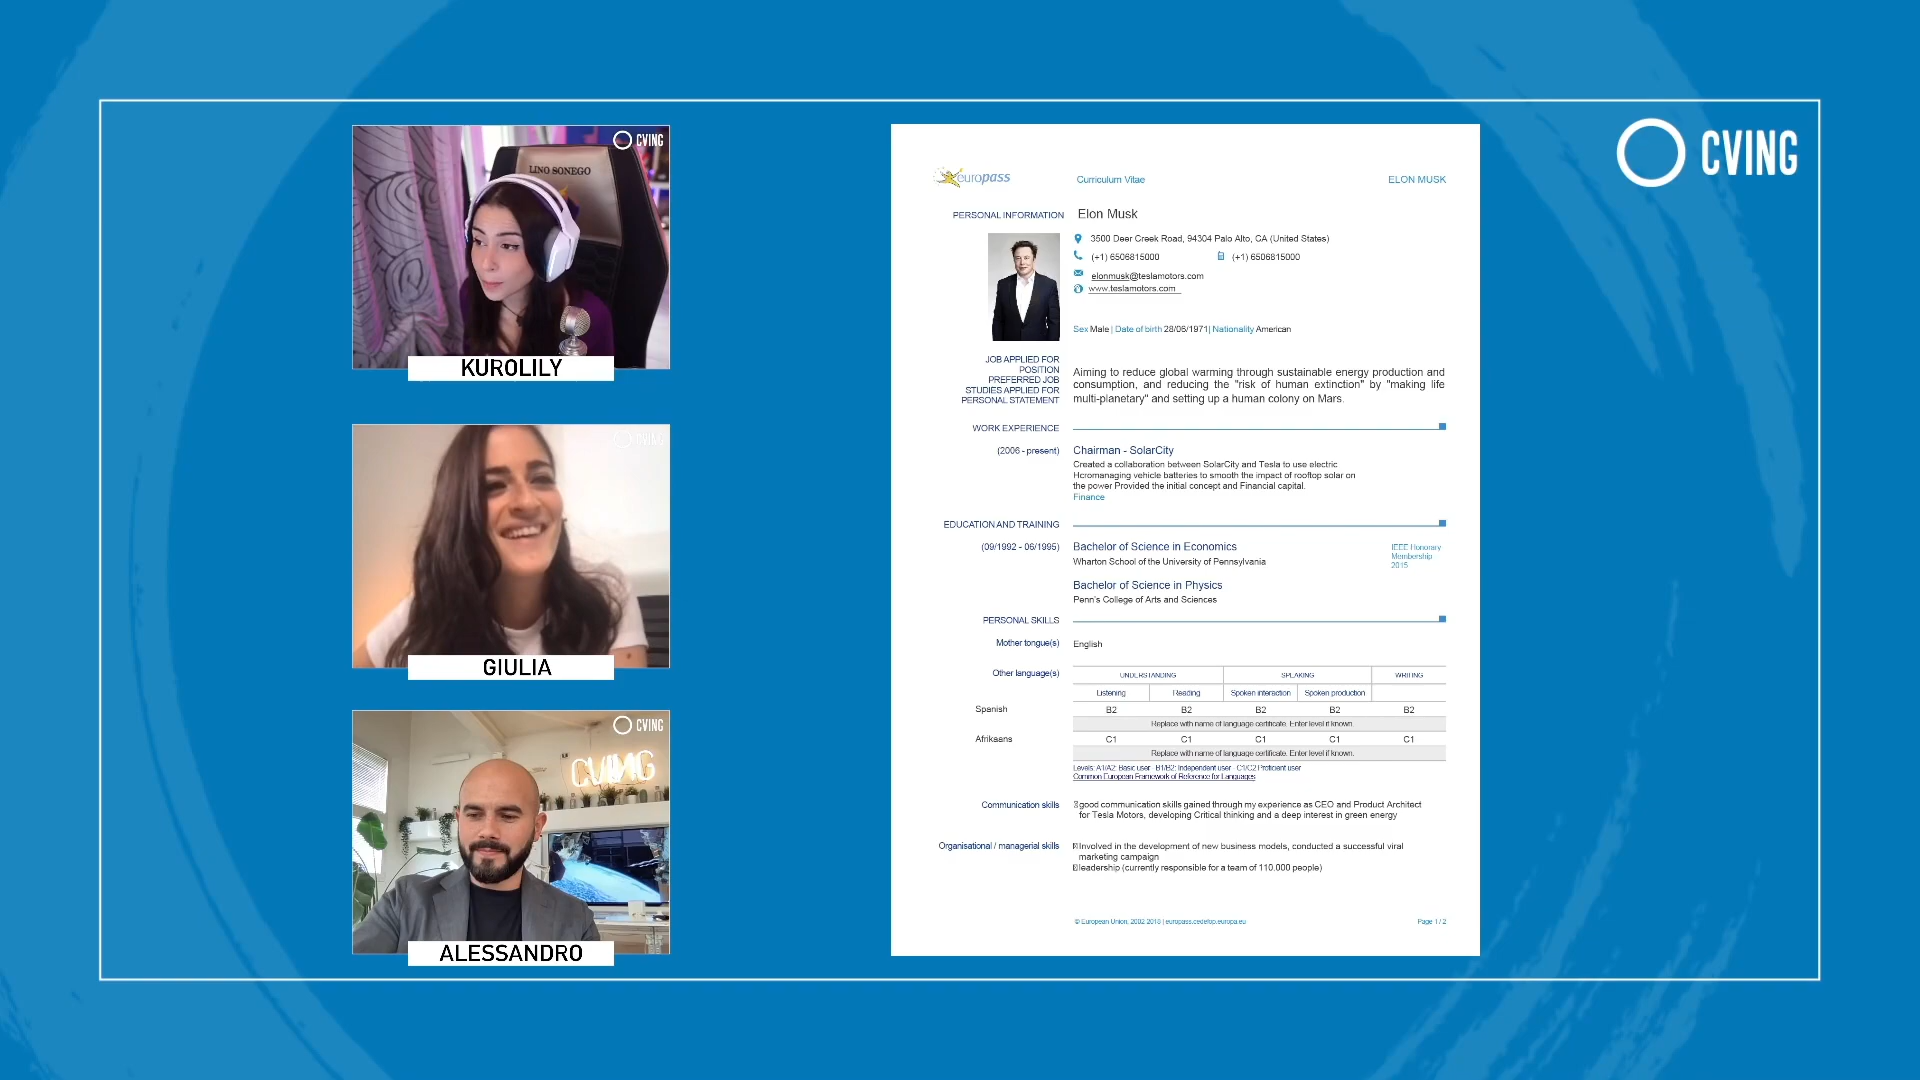 CVING
LINO SONEGO
KUROLILY
GIULIA
CVING
CVING
ALESSANDRO
CVING
europass
Curriculum Vitae
ELON MUSK
PERSONAL INFORMATION
Elon Musk
3500 Deer Creek Road, 94304 Palo Alto, CA (United States)
(+1) 6506815000
(+1) 6506815000
elonmusk@teslamotors.com
www.teslamotors.com
Sex Male | Date of birth 28/06/1971| Nationality American
JOB APPLIED FOR
POSITION
PREFERRED JOB
STUDIES APPLIED FOR
PERSONAL STATEMENT
Aiming to reduce global warming through sustainable energy production and
consumption, and reducing the "risk of human extinction" by "making life
multi-planetary" and setting up a human colony on Mars.
WORK EXPERIENCE
(2006 - present)
Chairman - SolarCity
Created a collaboration between SolarCity and Tesla to use electric
Hcromanaging vehicle batteries to smooth the impact of rooftop solar on
the power Provided the initial concept and Financial capital.
Finance
EDUCATION AND TRAINING
(09/1992 - 06/1995)
Bachelor of Science in Economics
Wharton School of the University of Pennsylvania
IEEE Honorary
Membership
2015
Bachelor of Science in Physics
Penn's College of Arts and Sciences
PERSONAL SKILLS
Mother tongue(s)
English
Other language(s)
UNDERSTANDING SPEAKING WRITING
Listening Reading Spoken interaction Spoken production
Spanish B2 B2 B2 B2 B2
Replace with name of language certificate. Enter level if known.
Afrikaans C1 C1 C1 C1 C1
Replace with name of language certificate. Enter level if known.
Levels: A1/A2: Basic user - B1/B2: Independent user - C1/C2 Proficient user
Common European Framework of Reference for Languages
Communication skills
good communication skills gained through my experience as CEO and Product Architect
for Tesla Motors, developing Critical thinking and a deep interest in green energy
Organisational / managerial skills
Involved in the development of new business models, conducted a successful viral
marketing campaign
leadership (currently responsible for a team of 110.000 people)
© European Union, 2002-2018 | europass.cedefop.europa.eu
Page 1 / 2
CVING